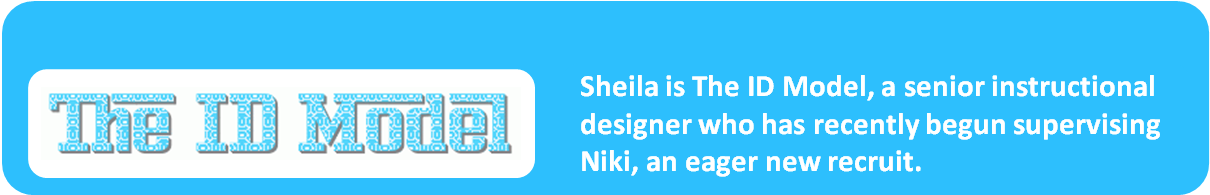 The ID Model
Sheila is The ID Model, a senior instructional
designer who has recently begun supervising
Niki, an eager new recruit.